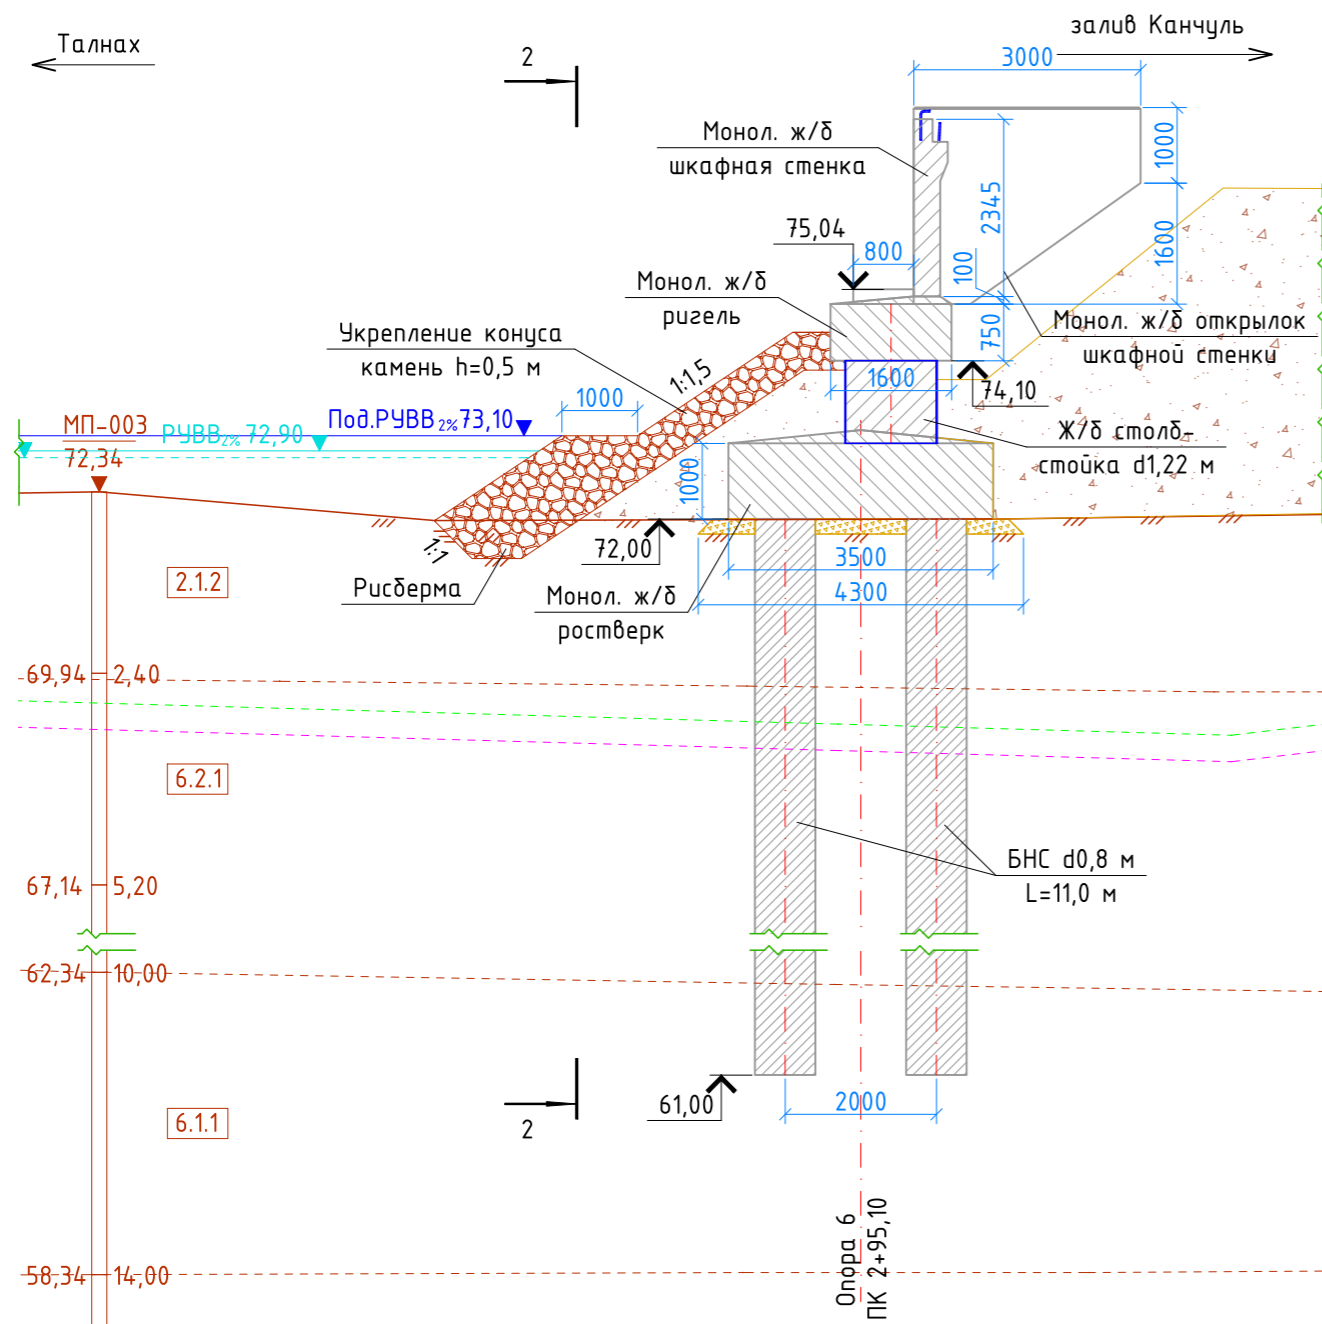 Талнах
2
залив Канчуль
3000
Монол. ж/б
шкафная стенка
1000
2345
1600
75,04
800
100
Монол. ж/б
ригель
750
Монол. ж/б открылок
шкафной стенки
Укрепление конуса
камень h=0,5 м
1:1,5
1600
74,10
1000
МП-003
72,34
РУВВ2% 72,90
Под.РУВВ2% 73,10
Ж/б столб-
стойка d1,22 м
1000
1:1
72,00
3500
4300
2.1.2
Рисберма
Монол. ж/б
ростверк
69,94
2,40
6.2.1
БНС d0,8 м
L=11,0 м
67,14
5,20
62,34
10,00
61,00
2000
6.1.1
2
Опора 6
ПК 2+95,10
58,34
14,00